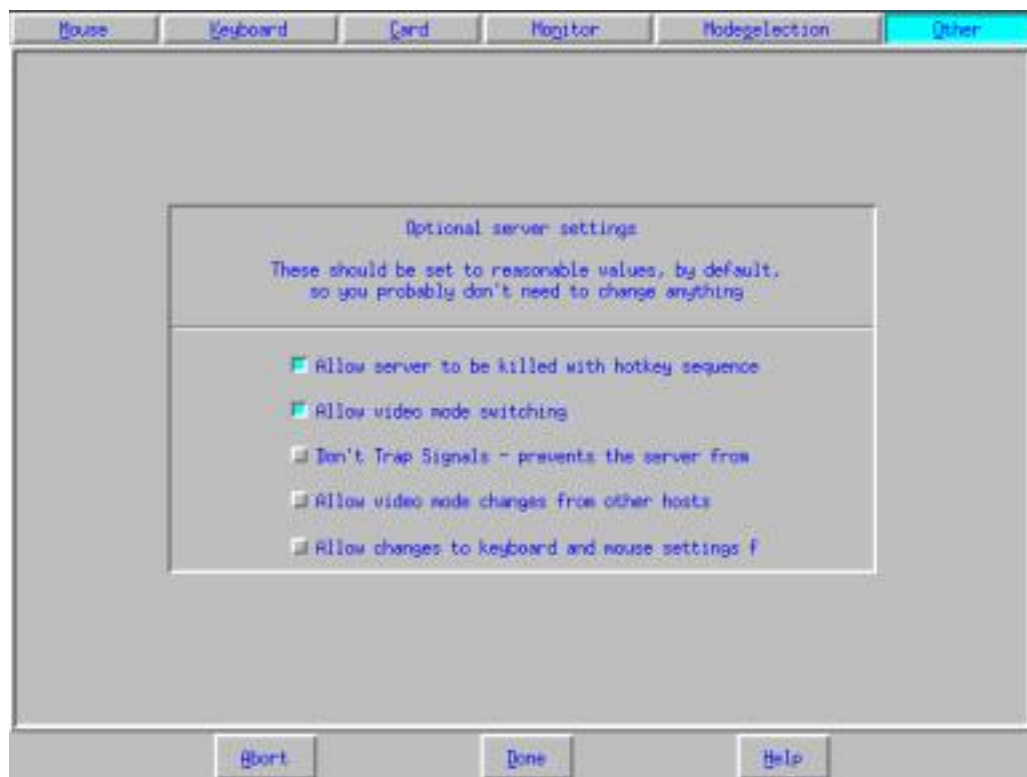 Mouse
Keyboard
Card
Monitor
Modeselection
Other
Optional server settings
These should be set to reasonable values, by default,
so you probably don't need to change anything
Allow server to be killed with hotkey sequence
Allow video mode switching
Don't Trap Signals - prevents the server from
Allow video mode changes from other hosts
Allow changes to keyboard and mouse settings f
Abort
Done
Help